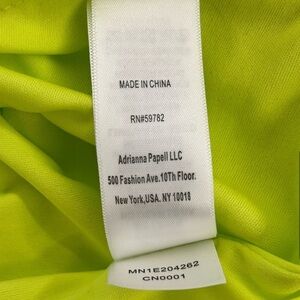 MADE IN CHINA
RN#59782
Adrianna Papell LLC
500 Fashion Ave.10Th Floor.
New York,USA. NY 10018
MN1E204262
CN0001